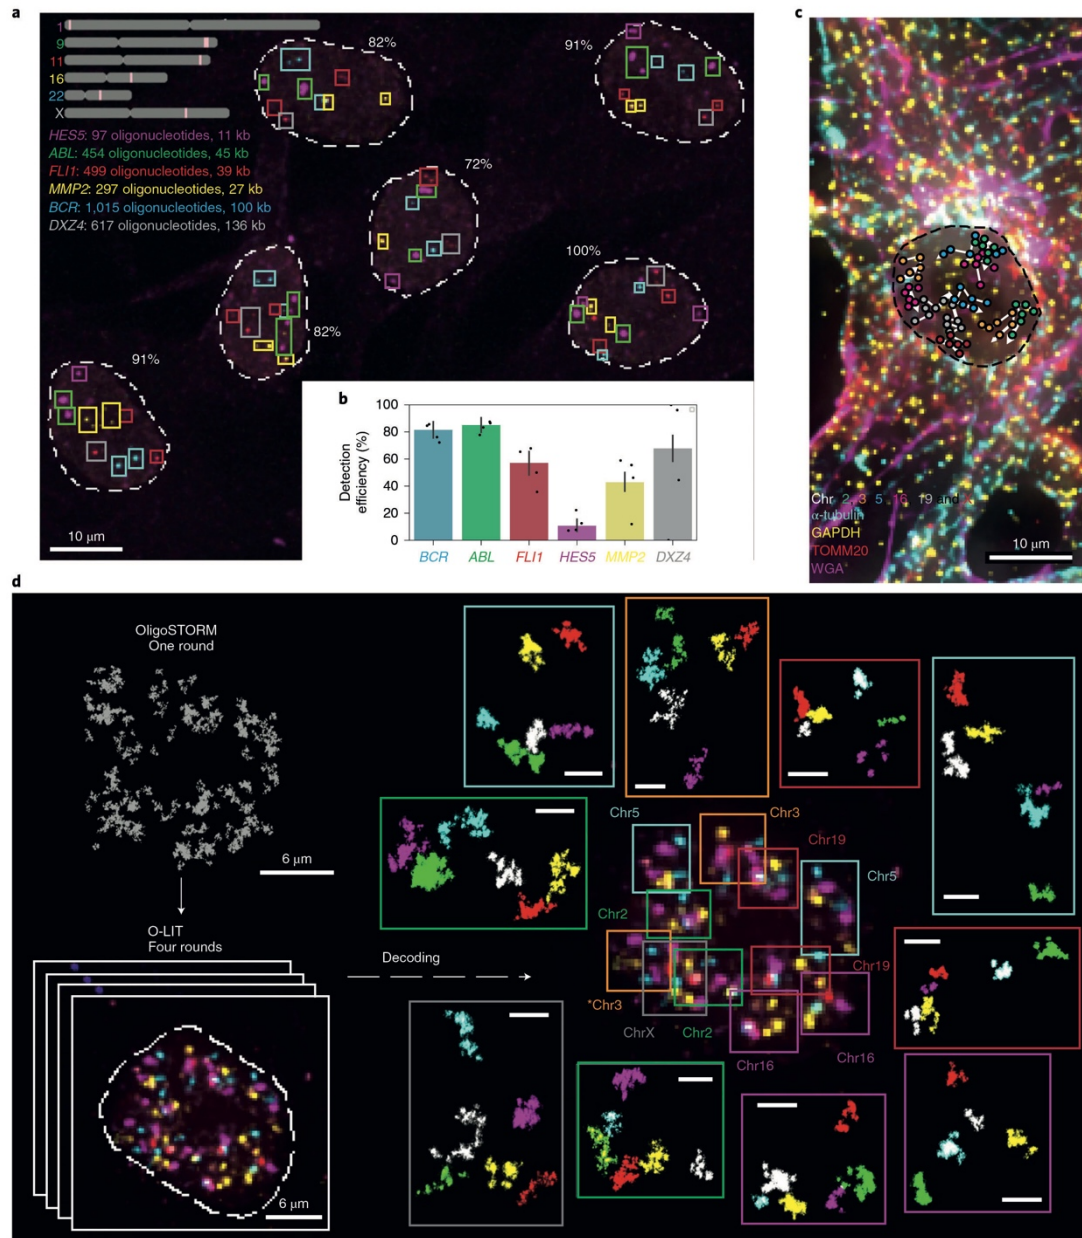 a
1
9
11
16
22
X
HES5: 97 oligonucleotides, 11 kb
ABL: 454 oligonucleotides, 45 kb
FLI1: 499 oligonucleotides, 39 kb
MMP2: 297 oligonucleotides, 27 kb
BCR: 1,015 oligonucleotides, 100 kb
DXZ4: 617 oligonucleotides, 136 kb
82%
91%
72%
100%
82%
91%
10 μm
b
Detection
efficiency (%)
100
80
60
40
20
0
BCR ABL FLI1 HES5 MMP2 DXZ4
c
Chr 2 3 5 16 19 and
α-tubulin
GAPDH
TOMM20
WGA
10 μm
d
OligoSTORM
One round
6 μm
O-LIT
Four rounds
6 μm
Decoding
Chr5
Chr3
Chr19
Chr5
Chr2
Chr19
*Chr3
ChrX
Chr2
Chr16
Chr16